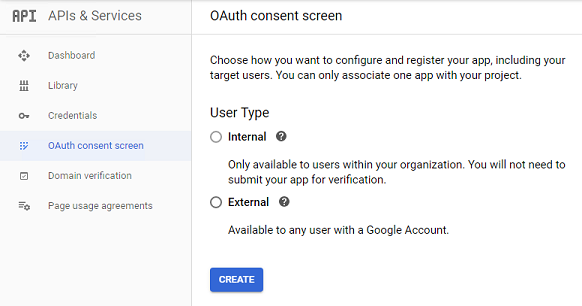 API APIs & Services
Dashboard
Library
Credentials
OAuth consent screen
Domain verification
Page usage agreements
OAuth consent screen
Choose how you want to configure and register your app, including your
target users. You can only associate one app with your project.
User Type
Internal
Only available to users within your organization. You will not need to
submit your app for verification.
External
Available to any user with a Google Account.
CREATE